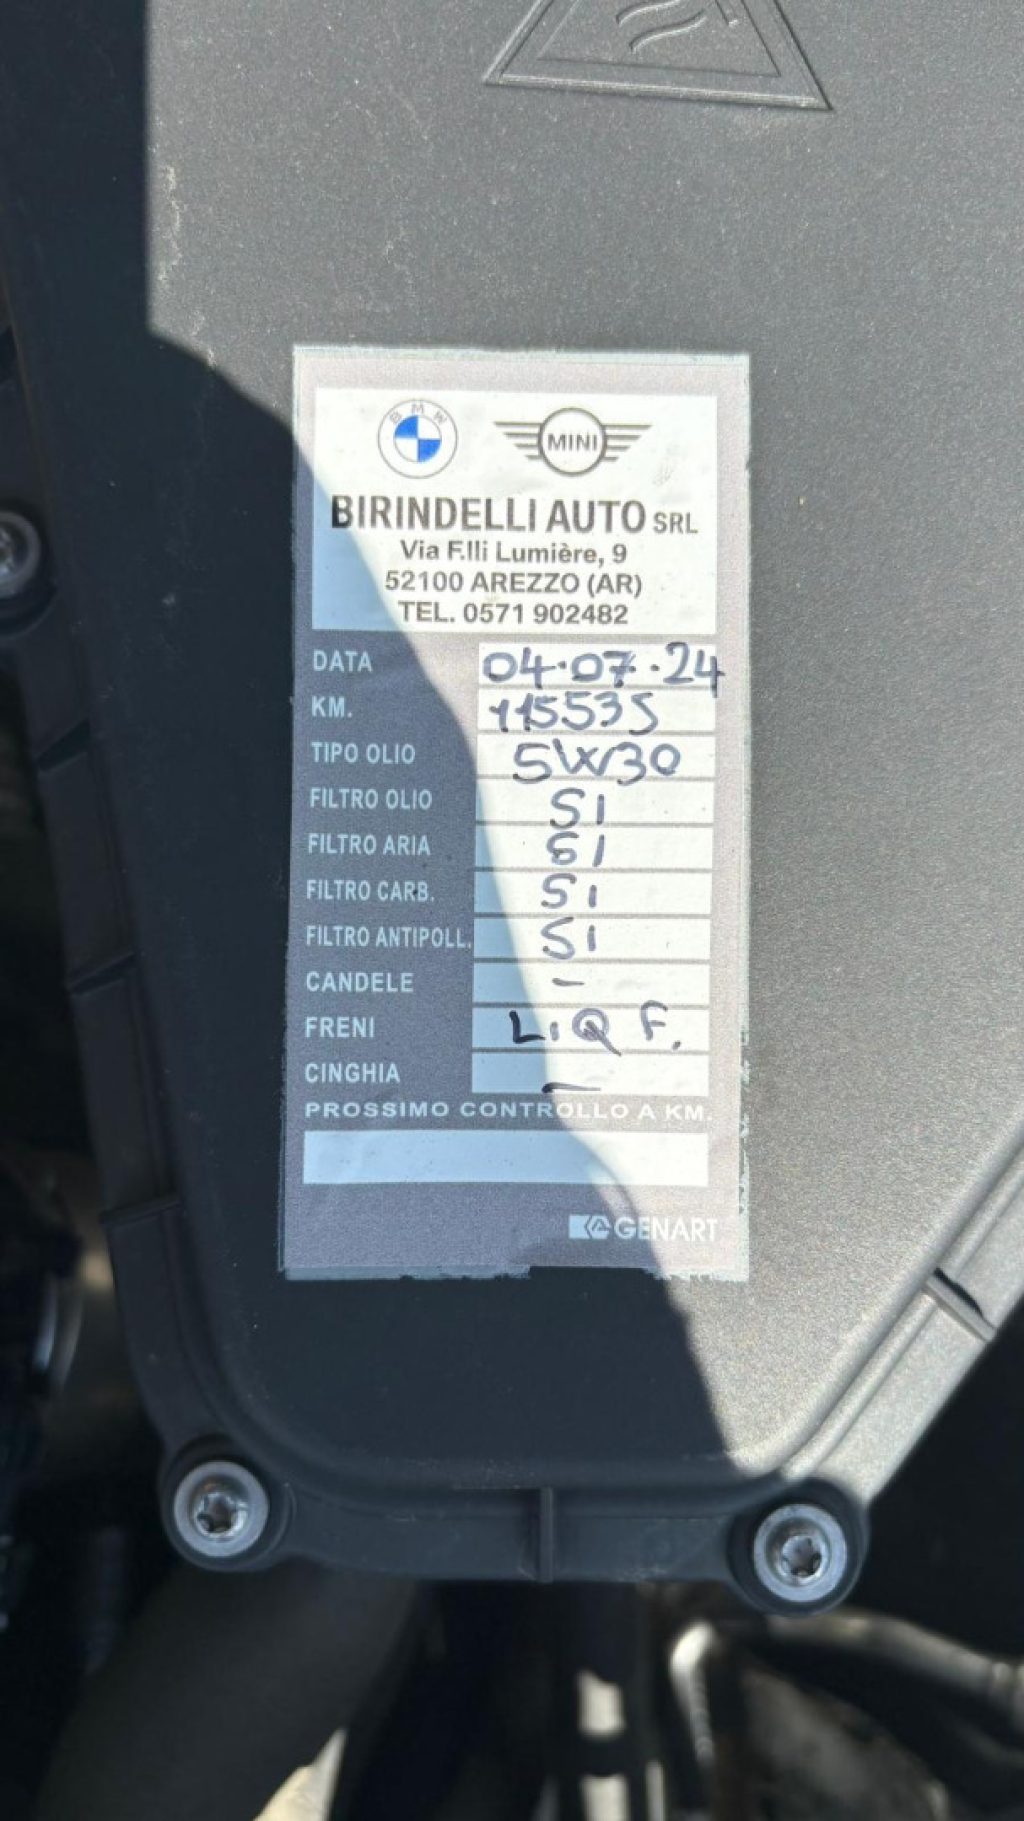 BMW
MINI
BIRINDELLI AUTO SRL
Via F.lli Lumière, 9
52100 AREZZO (AR)
TEL. 0571 902482
DATA 04.07.24
KM. 115535
TIPO OLIO 5W30
FILTRO OLIO SI
FILTRO ARIA SI
FILTRO CARB. SI
FILTRO ANTIPOLL. SI
CANDELE -
FRENI LIQ F.
CINGHIA -
PROSSIMO CONTROLLO A KM.
GENART